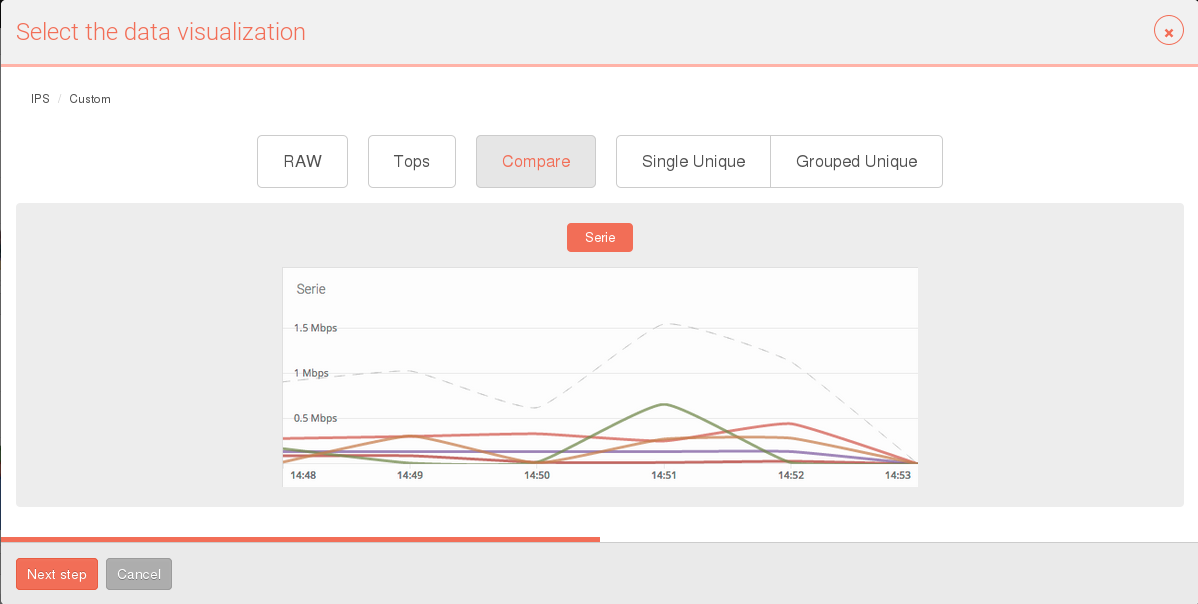 Select the data visualization
IPS / Custom
RAW Tops Compare Single Unique Grouped Unique
Serie
Serie
1.5 Mbps
1 Mbps
0.5 Mbps
14:48 14:49 14:50 14:51 14:52 14:53
Next step Cancel